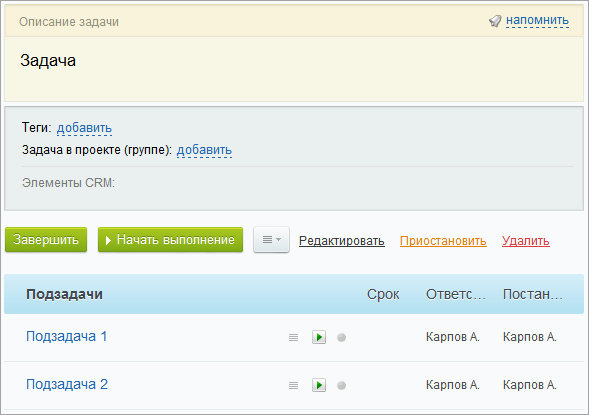 Описание задачи напомнить
Задача
Теги: добавить
Задача в проекте (группе): добавить
Элементы CRM:
Завершить Начать выполнение Редактировать Приостановить Удалить
Подзадачи Срок Ответс... Постан...
Подзадача 1 Карпов А. Карпов А.
Подзадача 2 Карпов А. Карпов А.